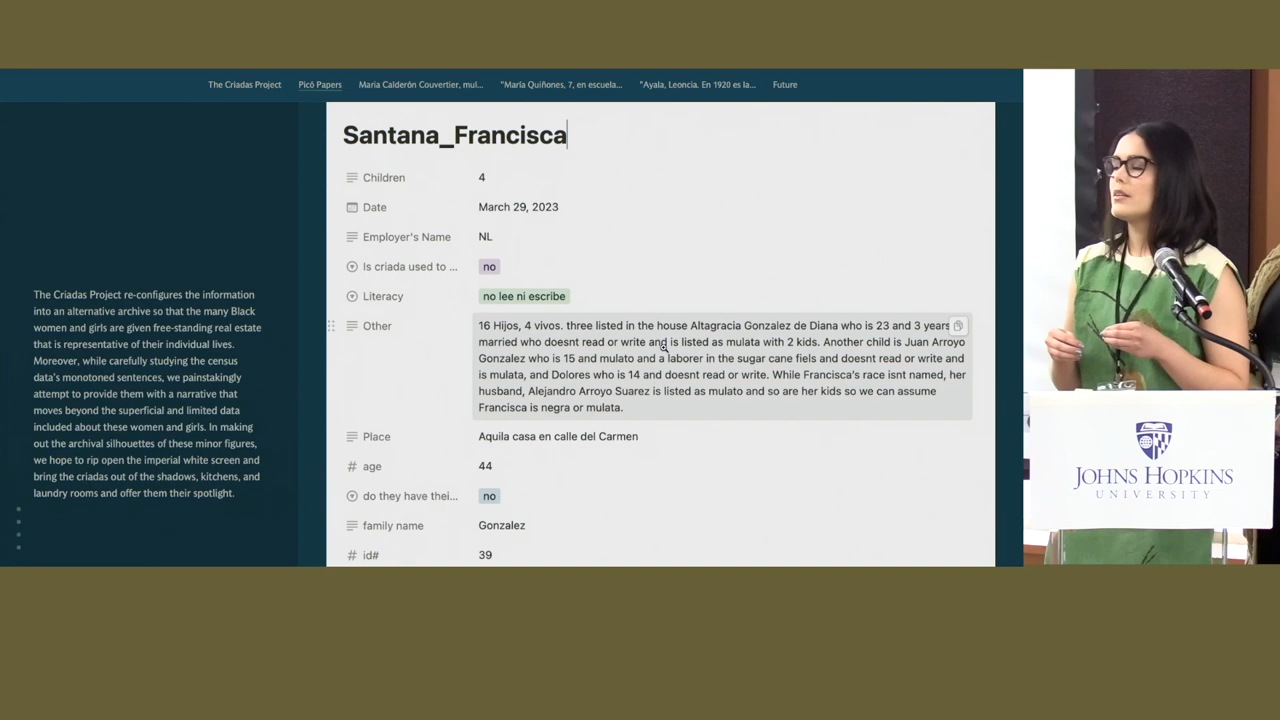 The Criadas Project Picó Papers Maria Calderón Couvertier, mul... "María Quiñones, 7, en escuela... "Ayala, Leoncia. En 1920 es la... Future
Santana_Francisca
Children 4
Date March 29, 2023
Employer's Name NL
Is criada used to ... no
Literacy no lee ni escribe
Other 16 Hijos, 4 vivos. three listed in the house Altagracia Gonzalez de Diana who is 23 and 3 years
married who doesnt read or write and is listed as mulata with 2 kids. Another child is Juan Arroyo
Gonzalez who is 15 and mulato and a laborer in the sugar cane fiels and doesnt read or write and
is mulata, and Dolores who is 14 and doesnt read or write. While Francisca's race isnt named, her
husband, Alejandro Arroyo Suarez is listed as mulato and so are her kids so we can assume
Francisca is negra or mulata.
Place Aquila casa en calle del Carmen
# age 44
do they have thei... no
family name Gonzalez
# id# 39
The Criadas Project re-configures the information
into an alternative archive so that the many Black
women and girls are given free-standing real estate
that is representative of their individual lives.
Moreover, while carefully studying the census
data's monotoned sentences, we painstakingly
attempt to provide them with a narrative that
moves beyond the superficial and limited data
included about these women and girls. In making
out the archival silhouettes of these minor figures,
we hope to rip open the imperial white screen and
bring the criadas out of the shadows, kitchens, and
laundry rooms and offer them their spotlight.
JOHNS HOPKINS
UNIVERSITY